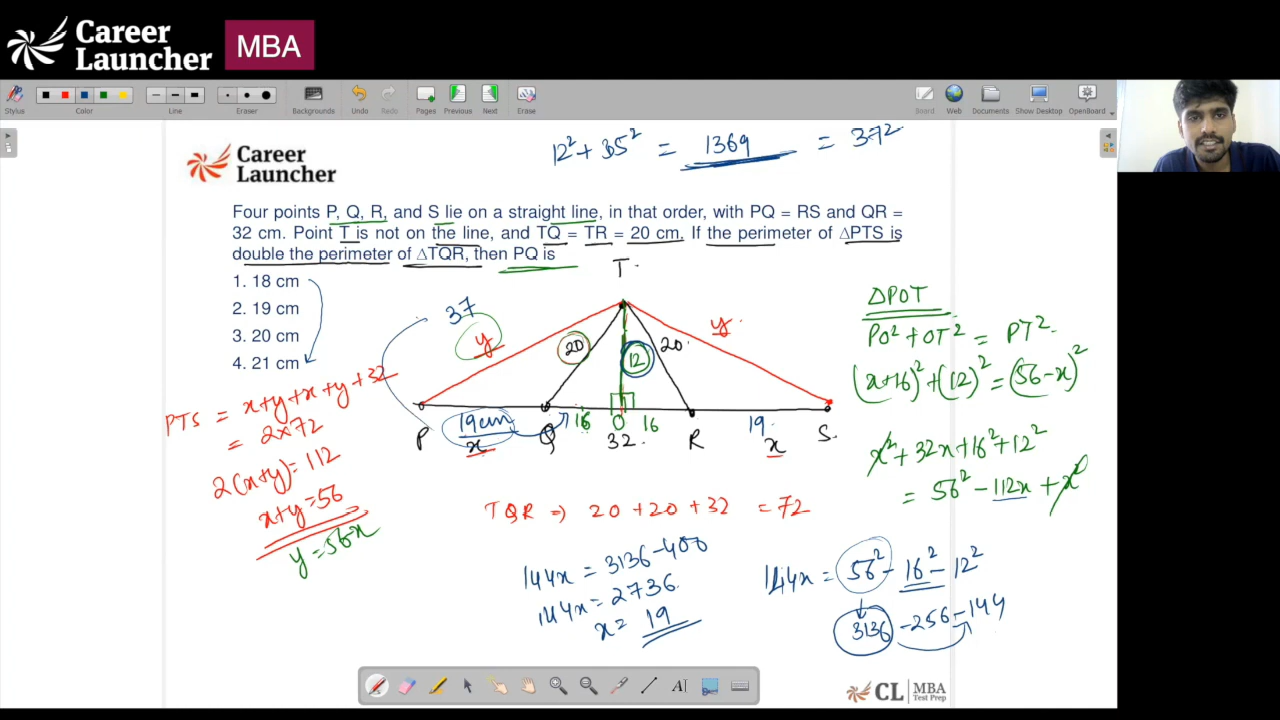 Career Launcher MBA
Stylus Color Line Eraser Backgrounds Undo Redo Pages Previous Next Erase Board Web Documents Show Desktop OpenBoard
12² + 35² = 1369 = 37²
Career
Launcher
Four points P, Q, R, and S lie on a straight line, in that order, with PQ = RS and QR =
32 cm. Point T is not on the line, and TQ = TR = 20 cm. If the perimeter of ΔPTS is
double the perimeter of ΔTQR, then PQ is
1. 18 cm
2. 19 cm
3. 20 cm
4. 21 cm
T
37
y
20
12
20
y
19cm
16
O
16
19
P
x
Q
32
R
x
S
PTS = x+y+x+y+32
= 2x72
2(x+y)=112
x+y=56
y=56-x
ΔPOT
PO² + OT² = PT²
(x+16)² + (12)² = (56-x)²
x² + 32x + 16² + 12²
= 56² - 112x + x²
TQR ⇒ 20 + 20 + 32 = 72
144x = 56² - 16² - 12²
3136 - 256 - 144
144x = 3136 - 400
144x = 2736
x = 19
CL MBA
Test Prep